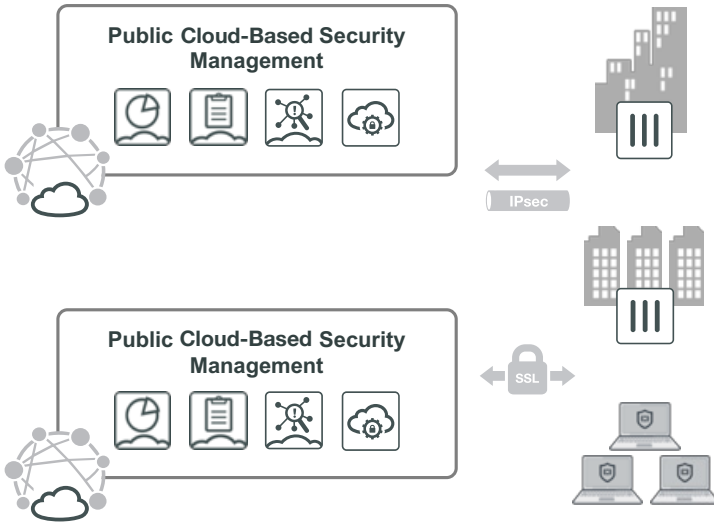 Public Cloud-Based Security
Management
IPsec
Public Cloud-Based Security
Management
SSL